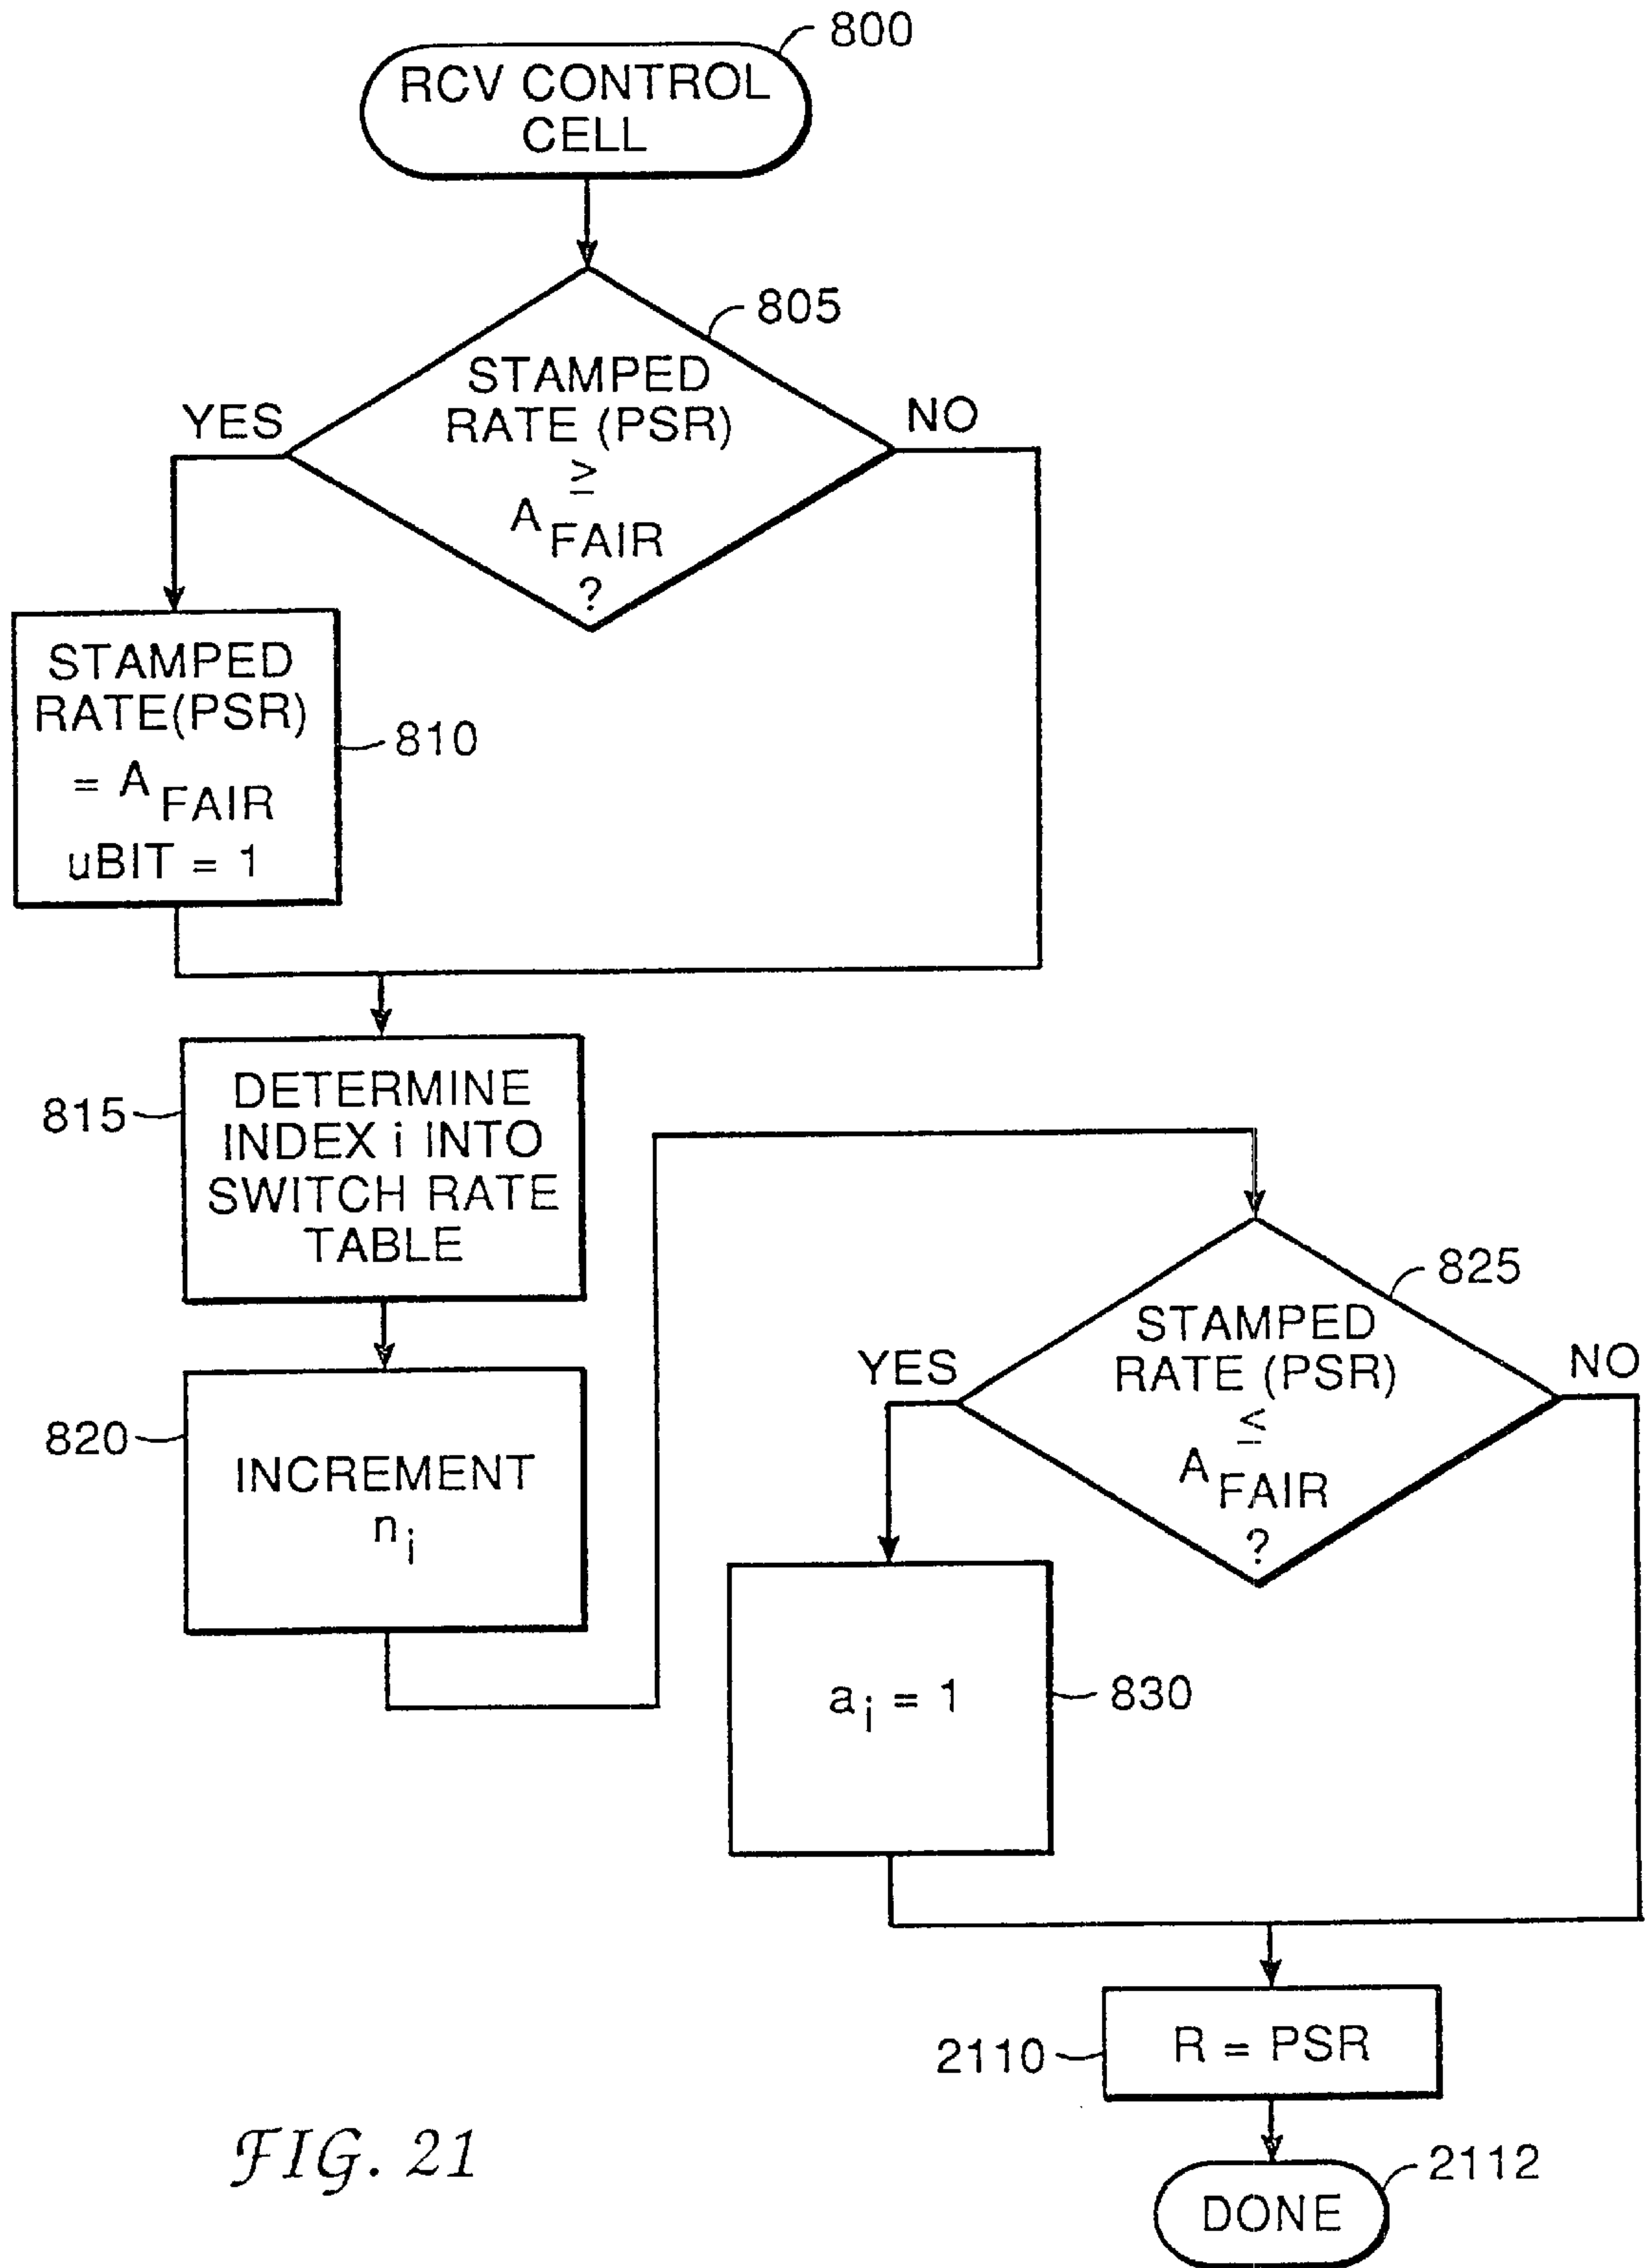 800
RCV CONTROL
CELL
805
STAMPED
RATE (PSR)
≥
A FAIR
?
YES
NO
STAMPED
RATE(PSR)
= A FAIR
uBIT = 1
810
815
DETERMINE
INDEX i INTO
SWITCH RATE
TABLE
820
INCREMENT
n i
825
STAMPED
RATE (PSR)
≤
A FAIR
?
YES
NO
a i = 1
830
2110
R = PSR
2112
DONE
FIG. 21